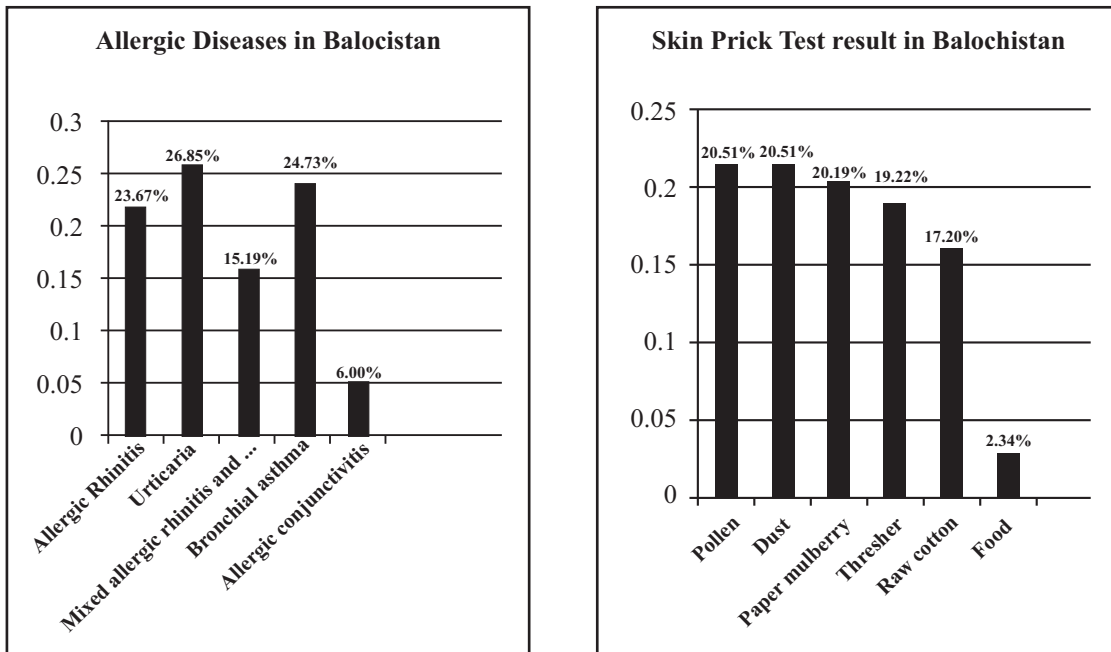 Allergic Diseases in Balocistan
0.3
0.25
0.2
0.15
0.1
0.05
0
23.67%
26.85%
15.19%
24.73%
6.00%
Allergic Rhinitis
Urticaria
Mixed allergic rhinitis and ...
Bronchial asthma
Allergic conjunctivitis
Skin Prick Test result in Balochistan
0.25
0.2
0.15
0.1
0.05
0
20.51%
20.51%
20.19%
19.22%
17.20%
2.34%
Pollen
Dust
Paper mulberry
Thresher
Raw cotton
Food